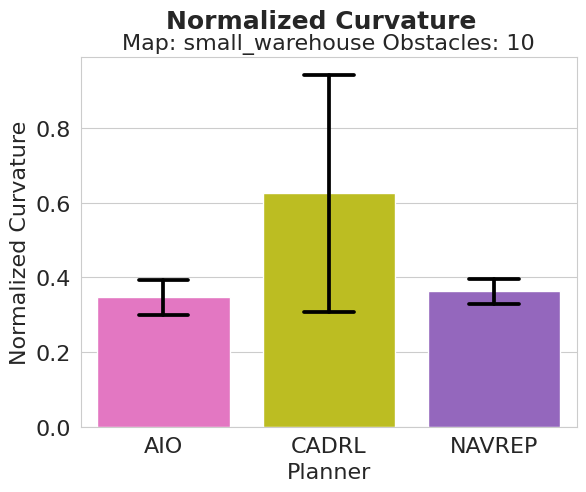 Normalized Curvature
Map: small_warehouse Obstacles: 10
Normalized Curvature
0.8
0.6
0.4
0.2
0.0
AIO CADRL NAVREP
Planner